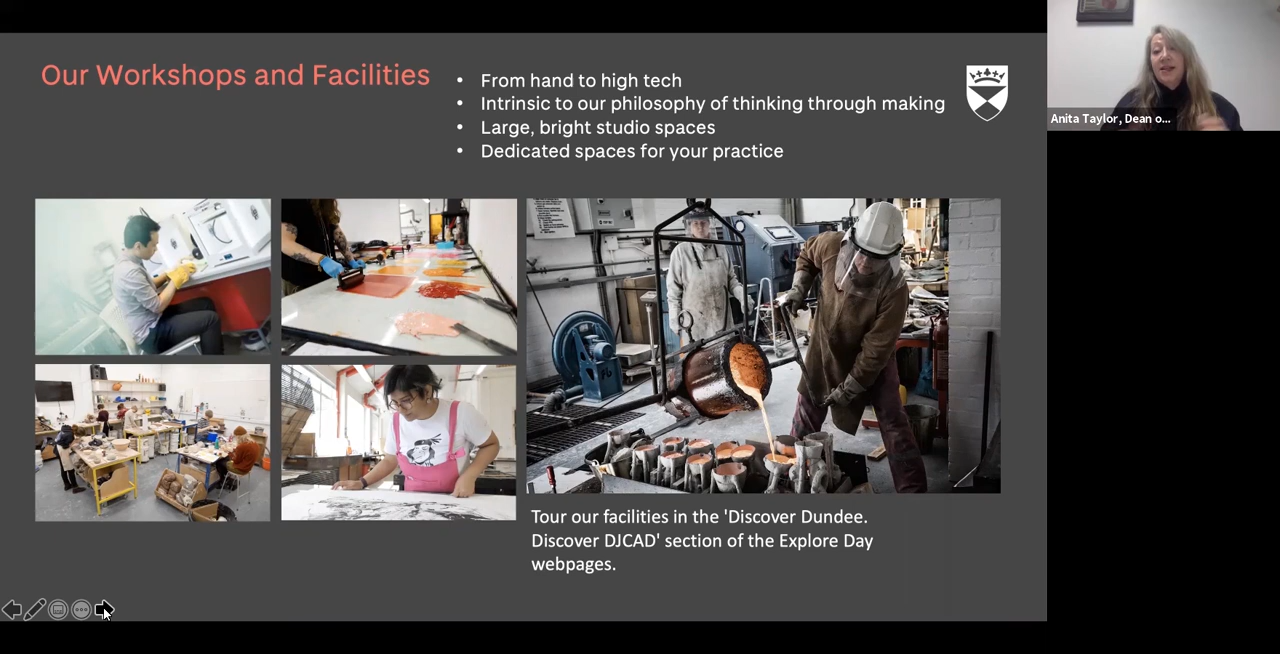 Our Workshops and Facilities
• From hand to high tech
• Intrinsic to our philosophy of thinking through making
• Large, bright studio spaces
• Dedicated spaces for your practice
Anita Taylor, Dean o...
Tour our facilities in the 'Discover Dundee.
Discover DJCAD' section of the Explore Day
webpages.